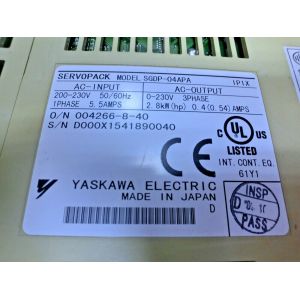 SERVOPACK MODEL SGDP-04APA IP1X
AC-INPUT AC-OUTPUT
200-230V 50/60Hz 0-230V 3PHASE
1PHASE 5.5AMPS 2.8kW(hp) 0.4(0.54)AMPS
O/N 004266-8-40
S/N D000X1541890040
C UL US
LISTED
INT. CONT. EQ.
61Y1
CE
YASKAWA ELECTRIC
MADE IN JAPAN
D
INSP
D
PASS